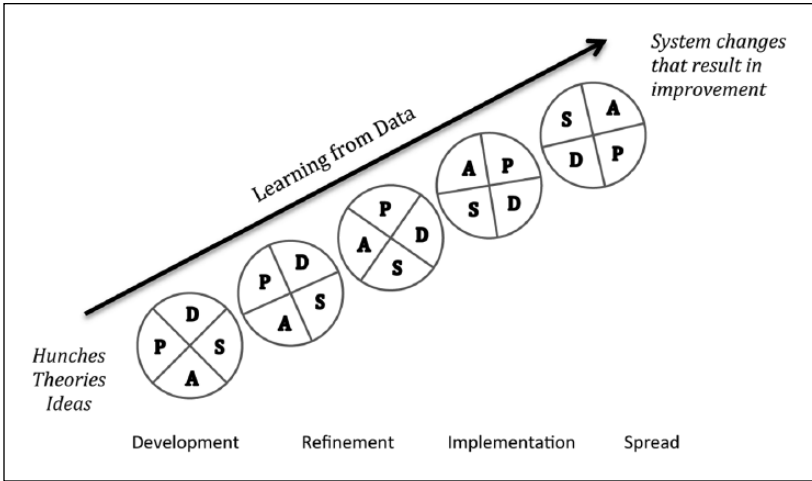 System changes
that result in
improvement
Learning from Data
S A
D P
A P
S D
P
A D
S
P D
A S
D
P S
A
Hunches
Theories
Ideas
Development Refinement Implementation Spread